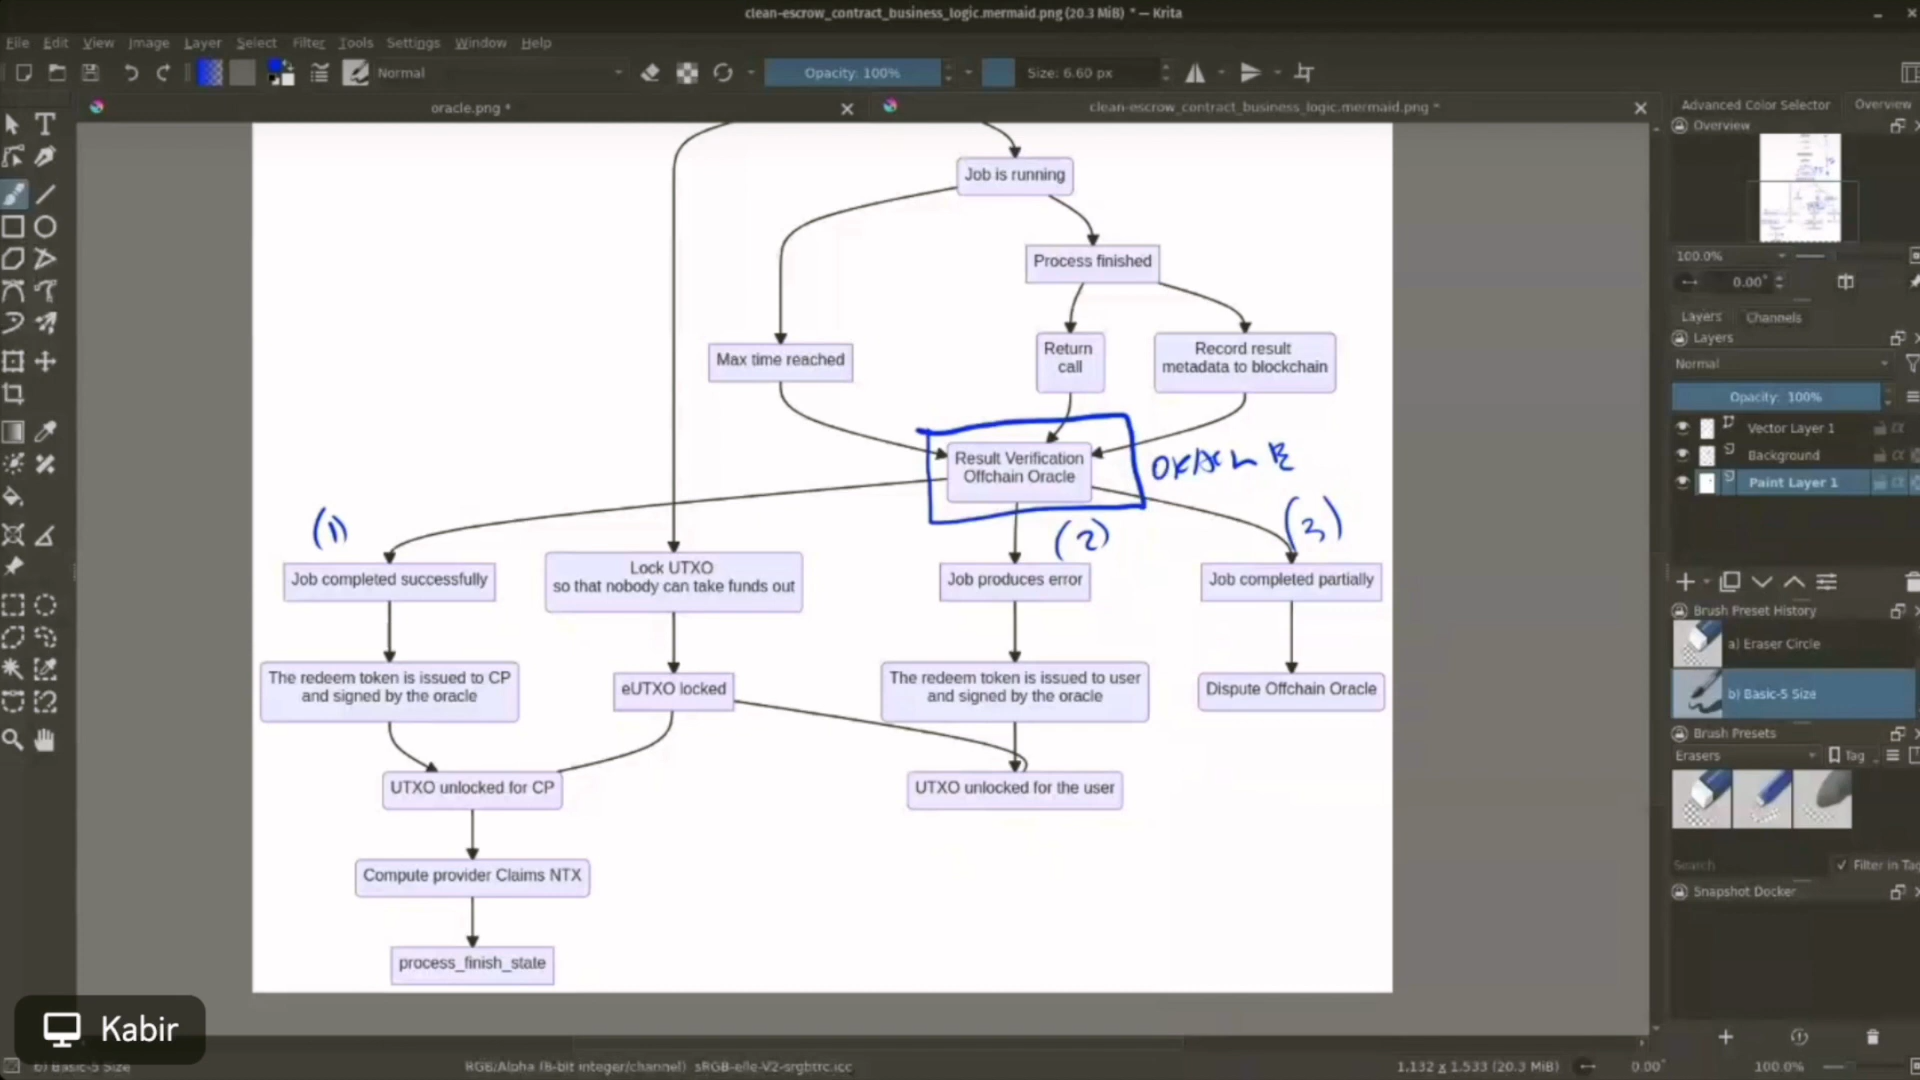 clean-escrow_contract_business_logic.mermaid.png (20.3 MiB) * — Krita
File Edit View Image Layer Select Filter Tools Settings Window Help
Normal
Opacity: 100%
Size: 6.60 px
oracle.png *
clean-escrow_contract_business_logic.mermaid.png *
Advanced Color Selector
Overview
Overview
100.0%
0.00°
Layers
Channels
Layers
Normal
Opacity: 100%
Vector Layer 1
Background
Paint Layer 1
Brush Preset History
a) Eraser Circle
b) Basic-5 Size
Brush Presets
Erasers
Tag
Search
Filter in Tag
Snapshot Docker
Job is running
Process finished
Max time reached
Return
call
Record result
metadata to blockchain
Result Verification
Offchain Oracle
(1)
(2)
(3)
Job completed successfully
Lock UTXO
so that nobody can take funds out
Job produces error
Job completed partially
The redeem token is issued to CP
and signed by the oracle
eUTXO locked
The redeem token is issued to user
and signed by the oracle
Dispute Offchain Oracle
UTXO unlocked for CP
UTXO unlocked for the user
Compute provider Claims NTX
process_finish_state
Kabir
b) Basic-5 Size
RGB/Alpha (8-bit integer/channel) sRGB-elle-V2-srgbtrc.icc
1,132 x 1,533 (20.3 MiB)
0.00°
100.0%